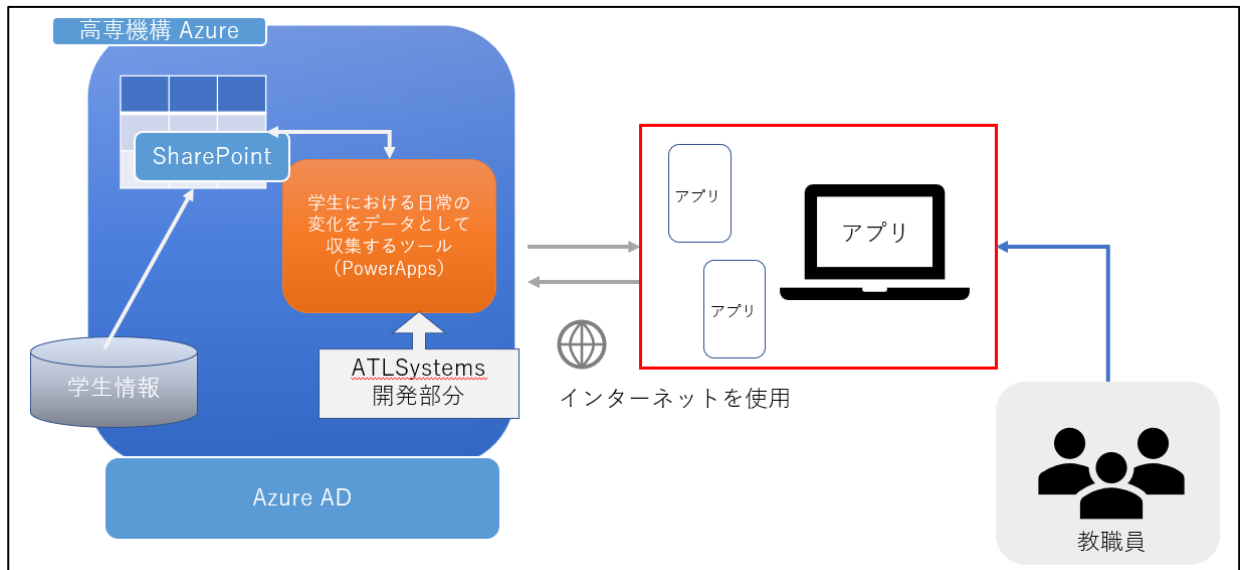 高専機構 Azure
SharePoint
学生における日常の
変化をデータとして
収集するツール
（PowerApps）
学生情報
ATLSystems
開発部分
Azure AD
アプリ
アプリ
アプリ
インターネットを使用
教職員